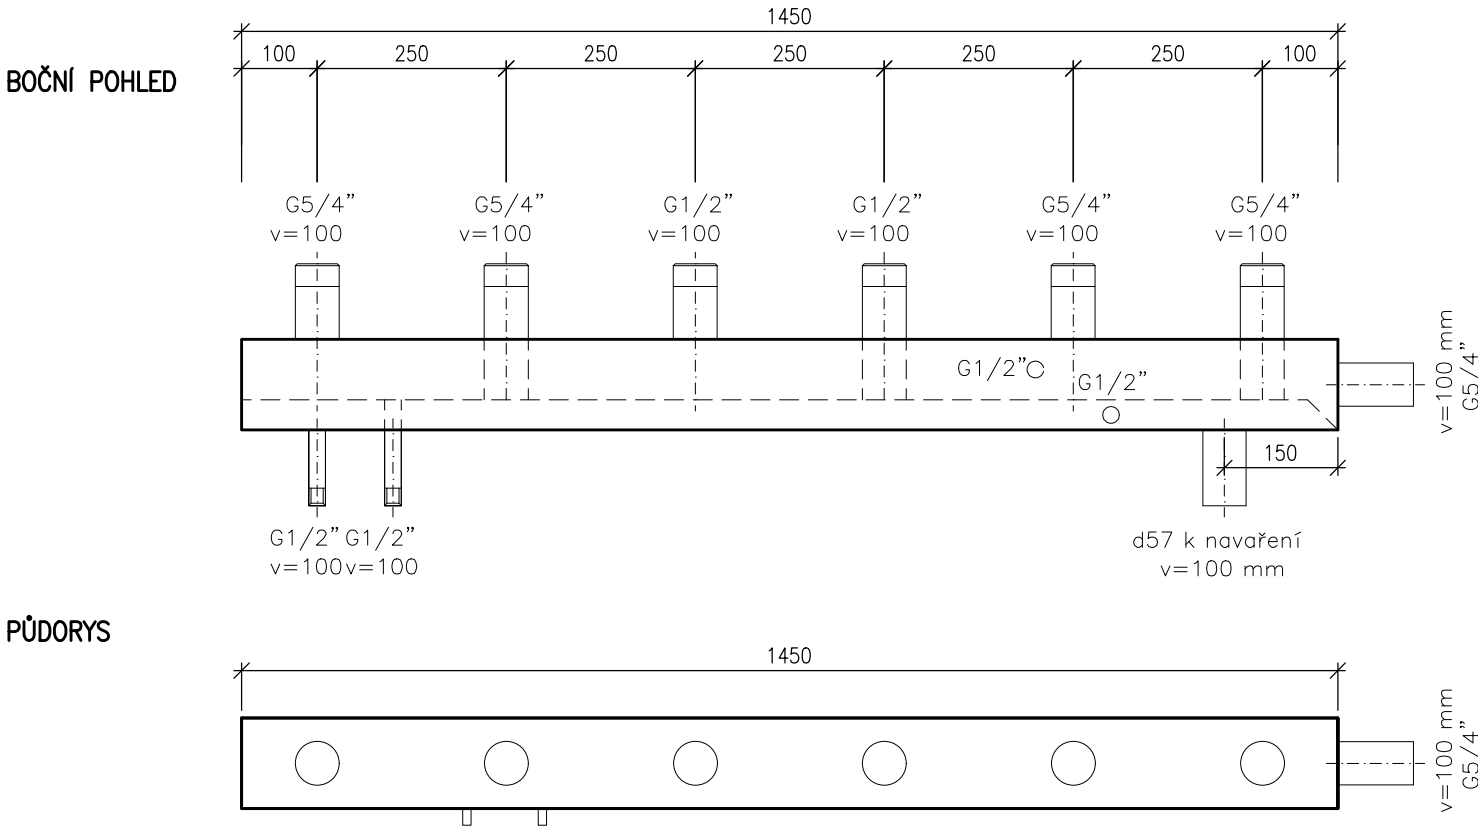 1450
100 250 250 250 250 250 100
BOČNÍ POHLED
G5/4” G5/4” G1/2” G1/2” G5/4” G5/4”
v=100 v=100 v=100 v=100 v=100 v=100
G1/2”
G1/2”
v=100 mm
G5/4”
150
G1/2” G1/2”
v=100 v=100
d57 k navaření
v=100 mm
PŮDORYS
1450
v=100 mm
G5/4”